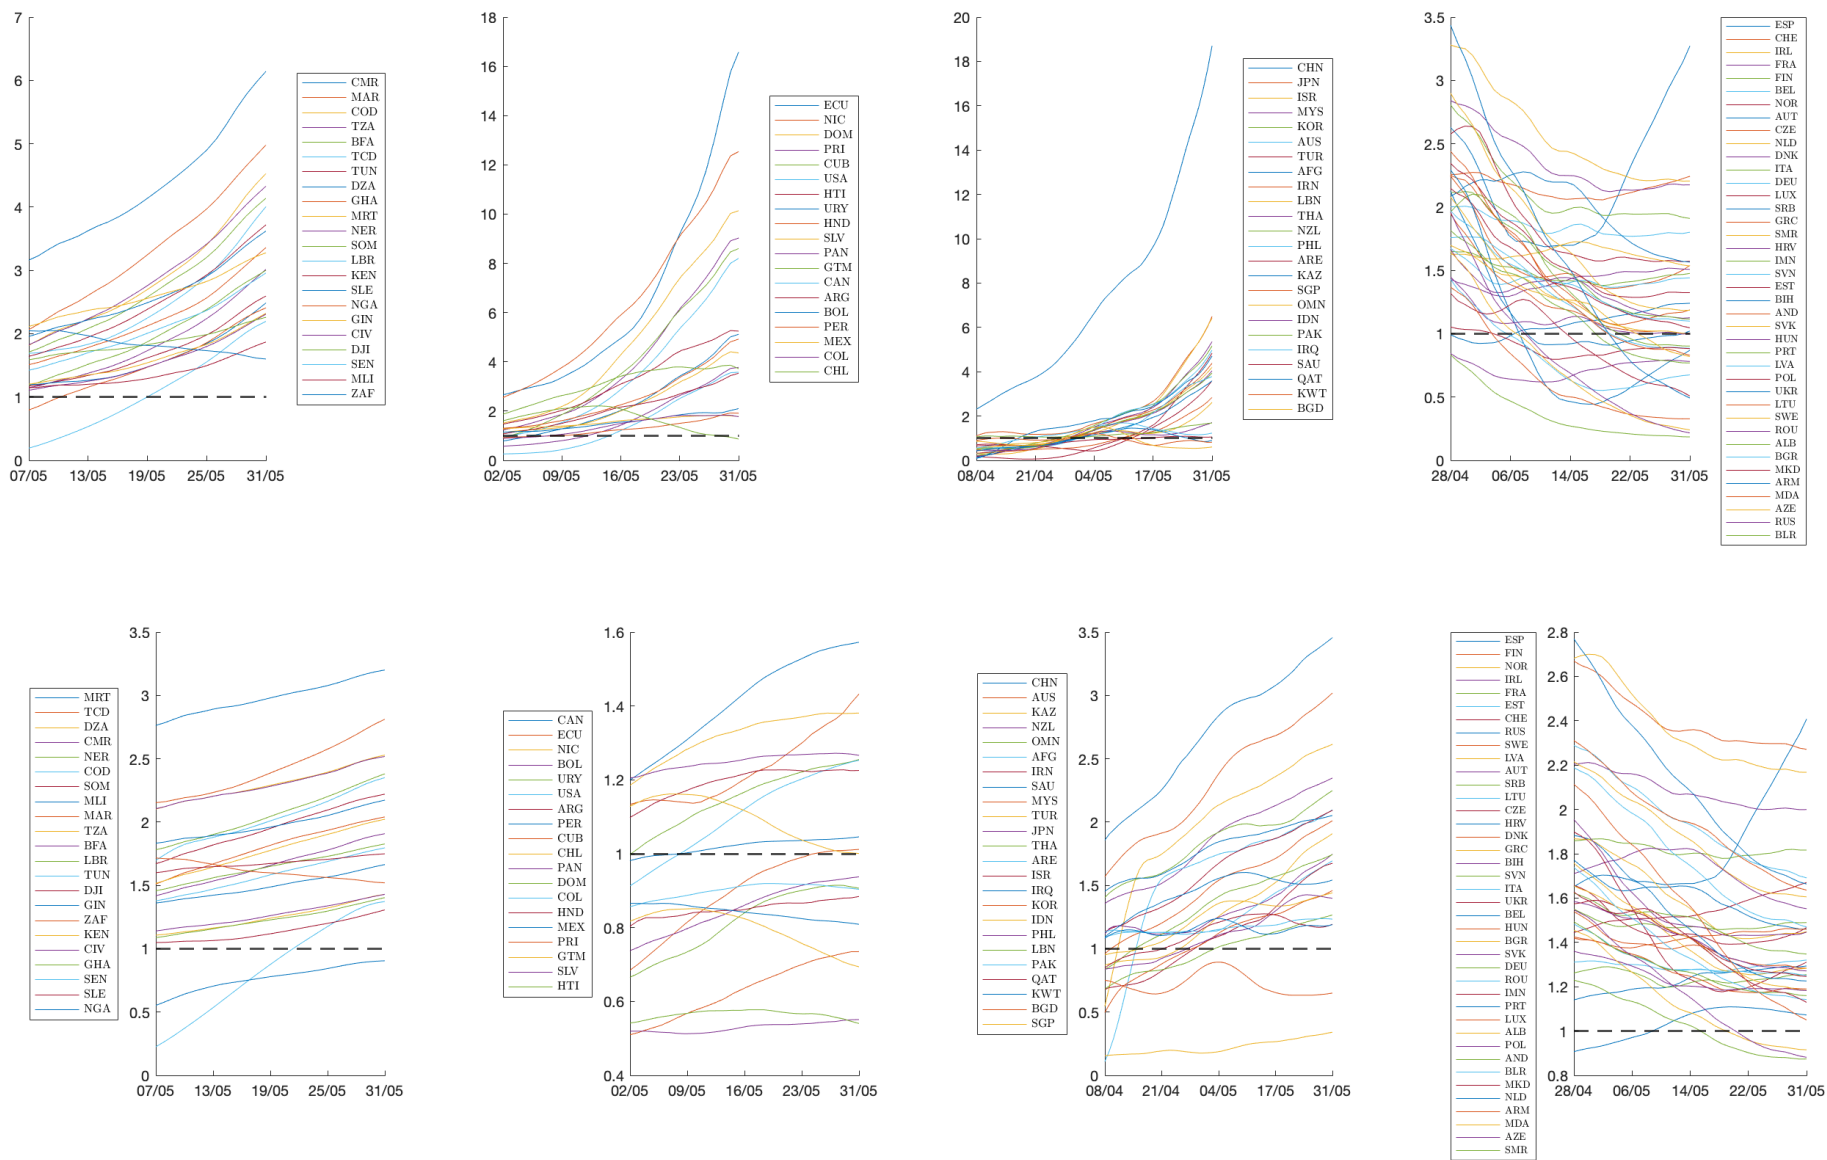 7
6
5
4
3
2
1
0
07/05 13/05 19/05 25/05 31/05
CMR
MAR
COD
TZA
BFA
TCD
TUN
DZA
GHA
MRT
NER
SOM
LBR
KEN
SLE
NGA
GIN
CIV
DJI
SEN
MLI
ZAF
18
16
14
12
10
8
6
4
2
0
02/05 09/05 16/05 23/05 31/05
ECU
NIC
DOM
PRI
CUB
USA
HTI
URY
HND
SLV
PAN
GTM
CAN
ARG
BOL
PER
MEX
COL
CHL
20
18
16
14
12
10
8
6
4
2
0
08/04 21/04 04/05 17/05 31/05
CHN
JPN
ISR
MYS
KOR
AUS
TUR
AFG
IRN
LBN
THA
NZL
PHL
ARE
KAZ
SGP
OMN
IDN
PAK
IRQ
SAU
QAT
KWT
BGD
3.5
3
2.5
2
1.5
1
0.5
0
28/04 06/05 14/05 22/05 31/05
ESP
CHE
IRL
FRA
FIN
BEL
NOR
AUT
CZE
NLD
DNK
ITA
DEU
LUX
SRB
GRC
SMR
HRV
IMN
SVN
EST
BIH
AND
SVK
HUN
PRT
LVA
POL
UKR
LTU
SWE
ROU
ALB
BGR
MKD
ARM
MDA
AZE
RUS
BLR
MRT
TCD
DZA
CMR
NER
COD
SOM
MLI
MAR
TZA
BFA
LBR
TUN
DJI
GIN
ZAF
KEN
CIV
GHA
SEN
SLE
NGA
3.5
3
2.5
2
1.5
1
0.5
0
07/05 13/05 19/05 25/05 31/05
CAN
ECU
NIC
BOL
URY
USA
ARG
PER
CUB
CHL
PAN
DOM
COL
HND
MEX
PRI
GTM
SLV
HTI
1.6
1.4
1.2
1
0.8
0.6
0.4
02/05 09/05 16/05 23/05 31/05
CHN
AUS
KAZ
NZL
OMN
AFG
IRN
SAU
MYS
TUR
JPN
THA
ARE
ISR
IRQ
KOR
IDN
PHL
LBN
PAK
QAT
KWT
BGD
SGP
3.5
3
2.5
2
1.5
1
0.5
0
08/04 21/04 04/05 17/05 31/05
ESP
FIN
NOR
IRL
FRA
EST
CHE
RUS
SWE
LVA
AUT
SRB
LTU
CZE
HRV
DNK
GRC
BIH
SVN
ITA
UKR
BEL
HUN
BGR
SVK
DEU
ROU
IMN
PRT
LUX
ALB
POL
AND
BLR
MKD
NLD
ARM
MDA
AZE
SMR
2.8
2.6
2.4
2.2
2
1.8
1.6
1.4
1.2
1
0.8
28/04 06/05 14/05 22/05 31/05